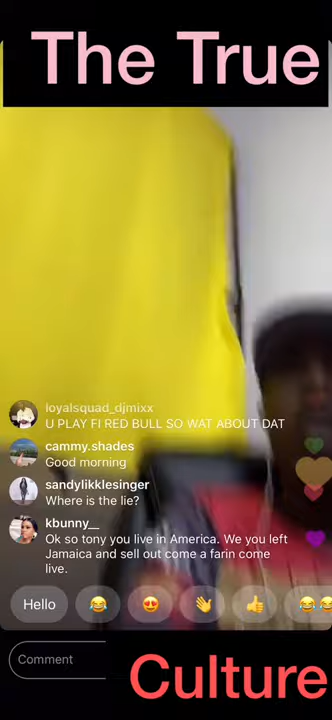 The True
loyalsquad_djmixx
U PLAY FI RED BULL SO WAT ABOUT DAT
cammy.shades
Good morning
sandylikklesinger
Where is the lie?
kbunny__
Ok so tony you live in America. We you left
Jamaica and sell out come a farin come
live.
Hello
Comment
Culture